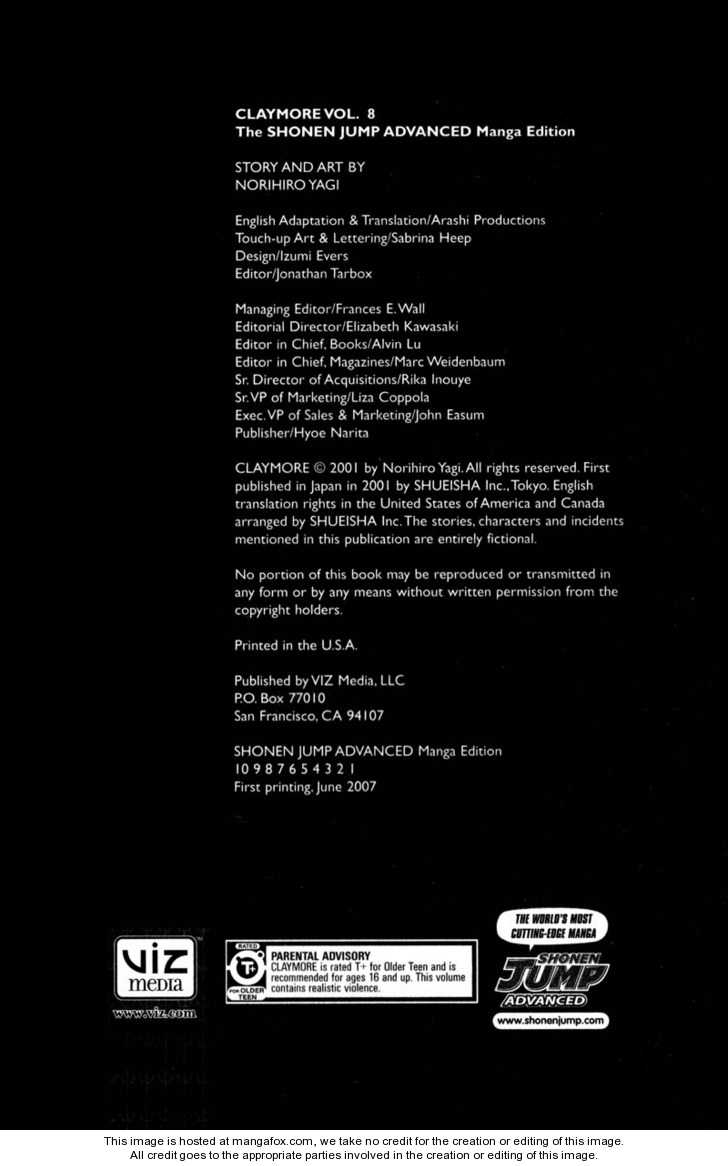 CLAYMORE VOL. 8
The SHONEN JUMP ADVANCED Manga Edition
STORY AND ART BY
NORIHIRO YAGI
English Adaptation & Translation/Arashi Productions
Touch-up Art & Lettering/Sabrina Heep
Design/Izumi Evers
Editor/Jonathan Tarbox
Managing Editor/Frances E. Wall
Editorial Director/Elizabeth Kawasaki
Editor in Chief, Books/Alvin Lu
Editor in Chief, Magazines/Marc Weidenbaum
Sr. Director of Acquisitions/Rika Inouye
Sr. VP of Marketing/Liza Coppola
Exec. VP of Sales & Marketing/John Easum
Publisher/Hyoe Narita
CLAYMORE © 2001 by Norihiro Yagi. All rights reserved. First
published in Japan in 2001 by SHUEISHA Inc., Tokyo. English
translation rights in the United States of America and Canada
arranged by SHUEISHA Inc. The stories, characters and incidents
mentioned in this publication are entirely fictional.
No portion of this book may be reproduced or transmitted in
any form or by any means without written permission from the
copyright holders.
Printed in the U.S.A.
Published by VIZ Media, LLC
P.O. Box 77010
San Francisco, CA 94107
SHONEN JUMP ADVANCED Manga Edition
10 9 8 7 6 5 4 3 2 1
First printing, June 2007
viz
media
www.viz.com
RATED
T+
FOR OLDER
TEEN
PARENTAL ADVISORY
CLAYMORE is rated T+ for Older Teen and is
recommended for ages 16 and up. This volume
contains realistic violence.
THE WORLD'S MOST
CUTTING-EDGE MANGA
SHONEN
JUMP
ADVANCED
www.shonenjump.com
This image is hosted at mangafox.com, we take no credit for the creation or editing of this image.
All credit goes to the appropriate parties involved in the creation or editing of this image.